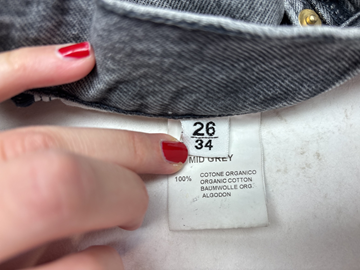 26
34
MID GREY
100% COTONE ORGANICO
ORGANIC COTTON
BAUMWOLLE ORG.
ALGODON